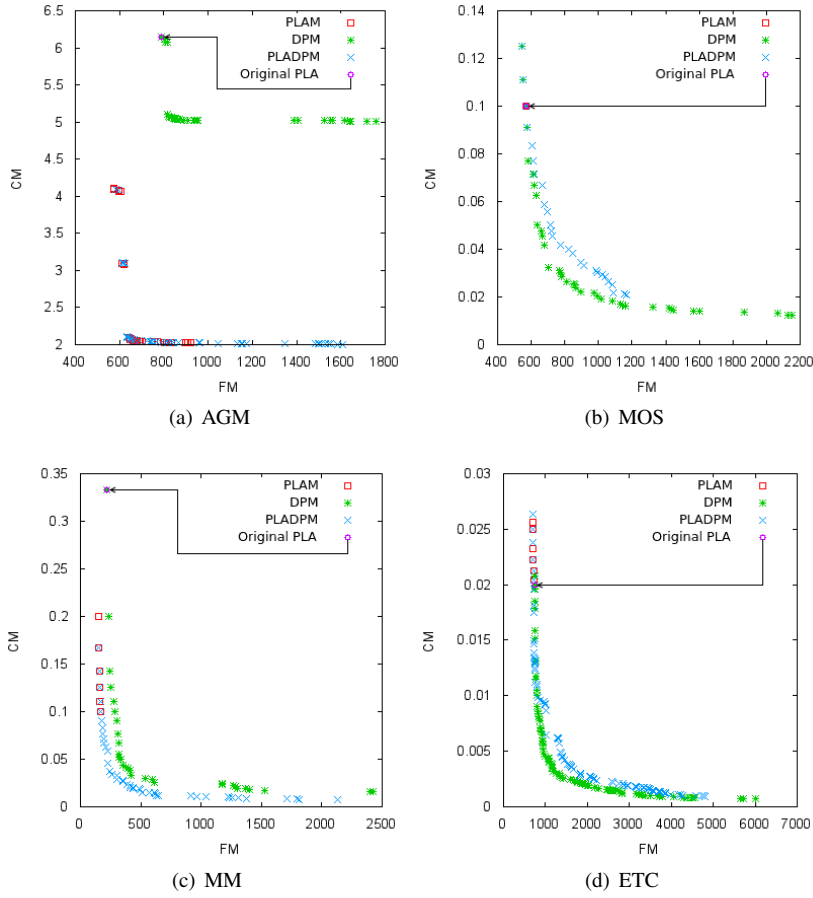 6.5
6
5.5
5
4.5
4
3.5
3
2.5
2
CM
400 600 800 1000 1200 1400 1600 1800
FM
PLAM
DPM
PLADPM
Original PLA
(a) AGM
0.14
0.12
0.1
0.08
0.06
0.04
0.02
0
CM
400 600 800 1000 1200 1400 1600 1800 2000 2200
FM
PLAM
DPM
PLADPM
Original PLA
(b) MOS
0.35
0.3
0.25
0.2
0.15
0.1
0.05
0
CM
0 500 1000 1500 2000 2500
FM
PLAM
DPM
PLADPM
Original PLA
(c) MM
0.03
0.025
0.02
0.015
0.01
0.005
0
CM
0 1000 2000 3000 4000 5000 6000 7000
FM
PLAM
DPM
PLADPM
Original PLA
(d) ETC